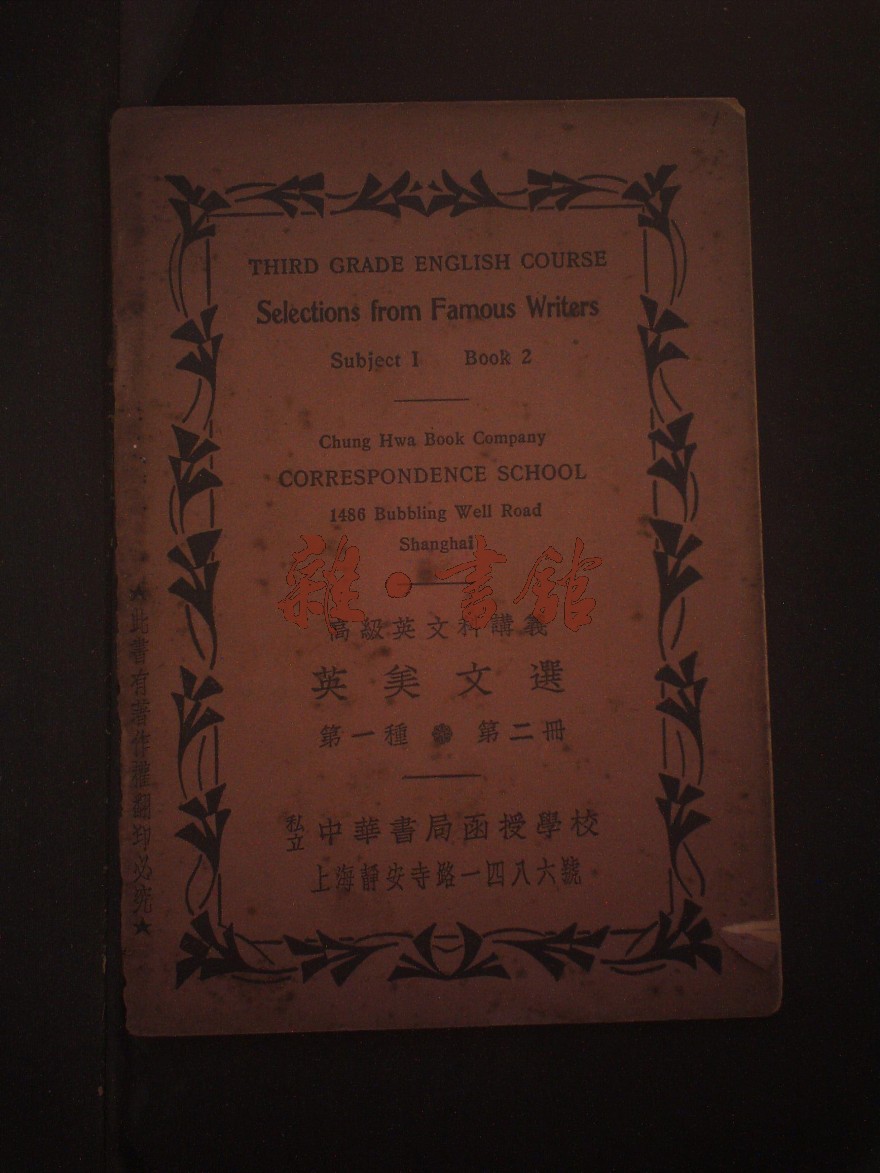 THIRD GRADE ENGLISH COURSE
Selections from Famous Writers
Subject I Book 2
Chung Hwa Book Company
CORRESPONDENCE SCHOOL
1486 Bubbling Well Road
Shanghai
雜·書館
高級英文科講義
英美文選
第一種 第二冊
私立 中華書局函授學校
上海靜安寺路一四八六號
★此書有著作權翻印必究★